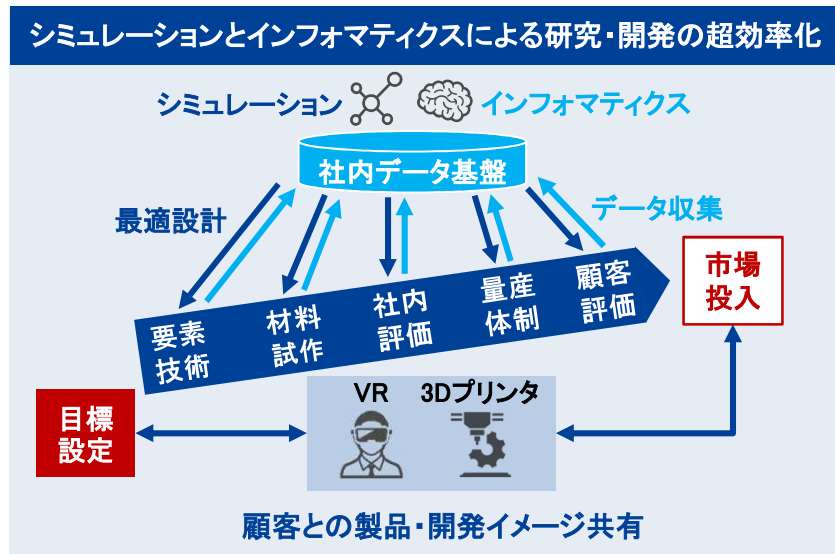 シミュレーションとインフォマティクスによる研究・開発の超効率化
シミュレーション
インフォマティクス
社内データ基盤
最適設計
データ収集
要素
技術
材料
試作
社内
評価
量産
体制
顧客
評価
市場
投入
目標
設定
VR
3Dプリンタ
顧客との製品・開発イメージ共有